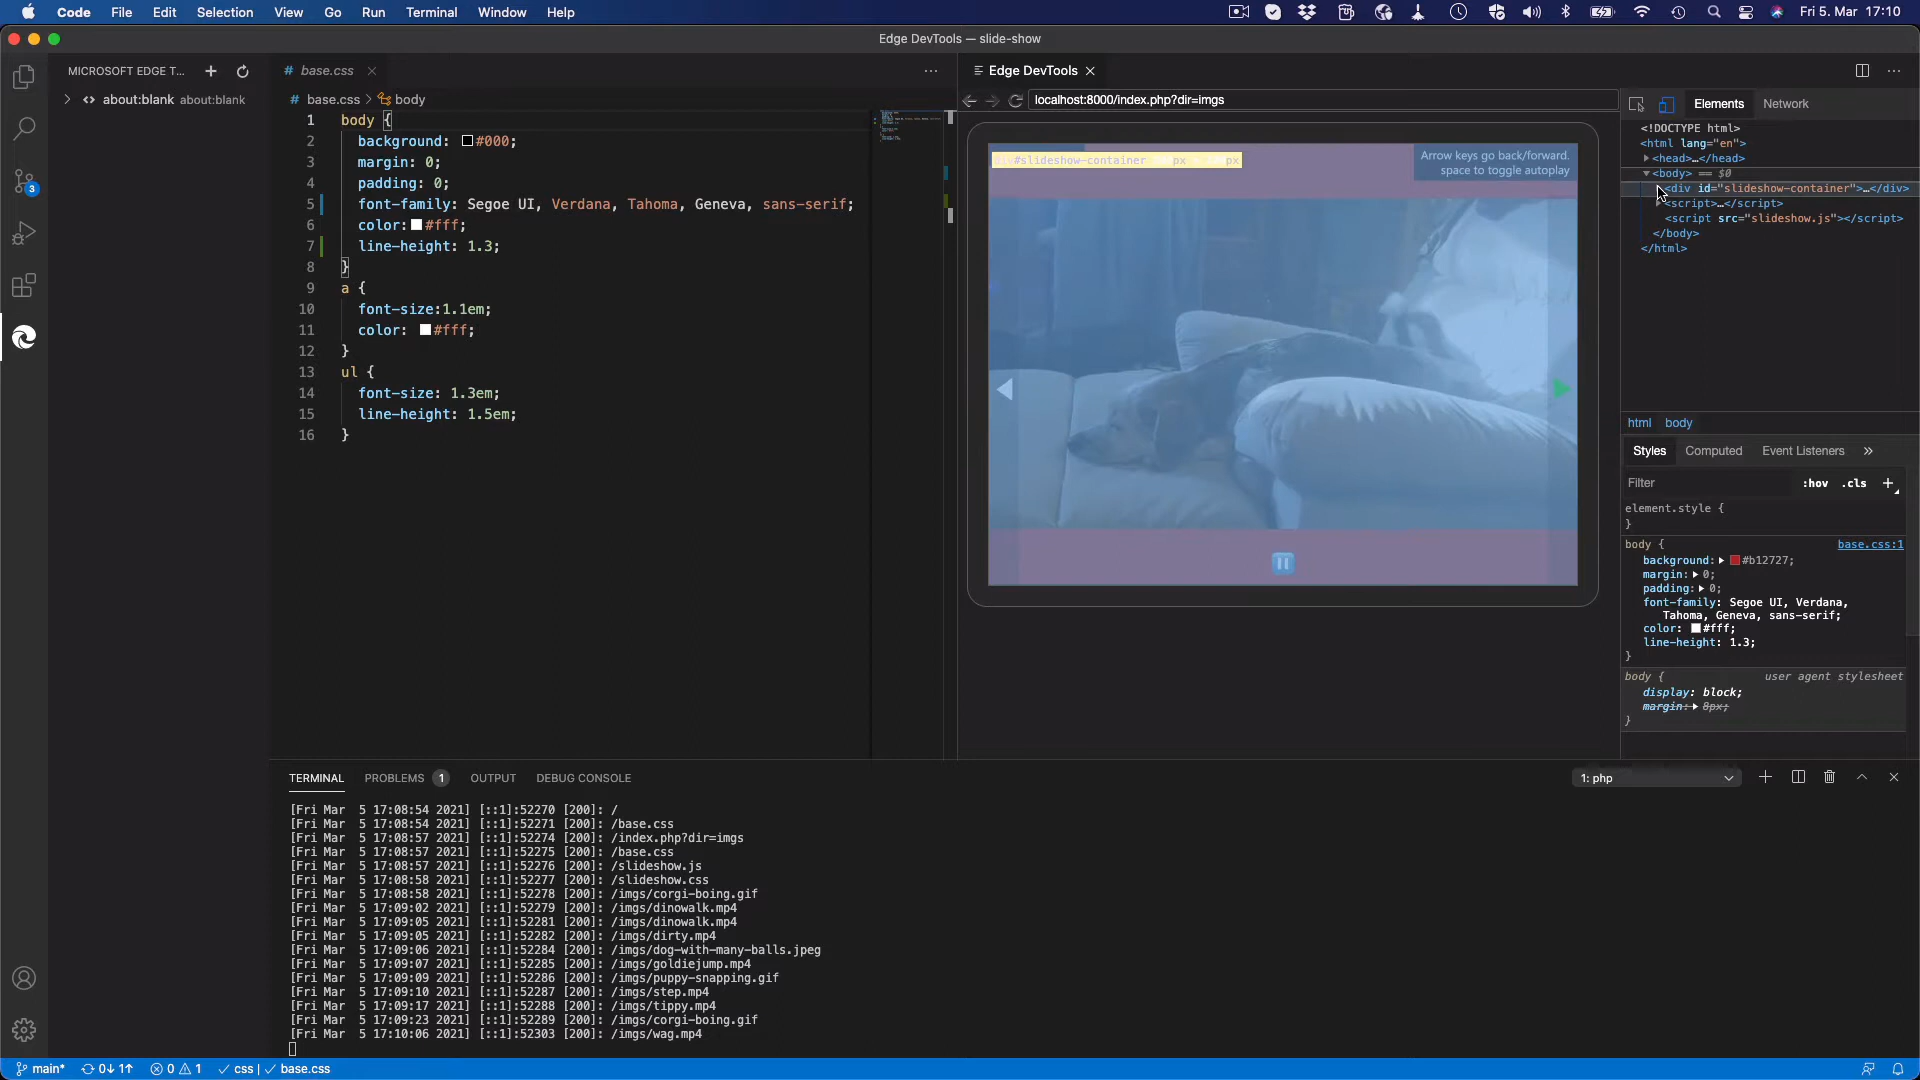 Code File Edit Selection View Go Run Terminal Window Help
Fri 5. Mar 17:10
Edge DevTools — slide-show
MICROSOFT EDGE T...
about:blank about:blank
3
# base.css
# base.css > body
1 body {
2 background: #000;
3 margin: 0;
4 padding: 0;
5 font-family: Segoe UI, Verdana, Tahoma, Geneva, sans-serif;
6 color: #fff;
7 line-height: 1.3;
8 }
9 a {
10 font-size:1.1em;
11 color: #fff;
12 }
13 ul {
14 font-size: 1.3em;
15 line-height: 1.5em;
16 }
Edge DevTools
localhost:8000/index.php?dir=imgs
div#slideshow-container
Arrow keys go back/forward.
space to toggle autoplay
Elements Network
<!DOCTYPE html>
<html lang="en">
<head>…</head>
<body> == $0
<div id="slideshow-container">…</div>
<script>…</script>
<script src="slideshow.js"></script>
</body>
</html>
html body
Styles Computed Event Listeners »
Filter :hov .cls +
element.style {
}
body { base.css:1
background: #b12727;
margin: 0;
padding: 0;
font-family: Segoe UI, Verdana,
Tahoma, Geneva, sans-serif;
color: #fff;
line-height: 1.3;
}
body { user agent stylesheet
display: block;
margin: 8px;
}
TERMINAL PROBLEMS 1 OUTPUT DEBUG CONSOLE
1: php
[Fri Mar  5 17:08:54 2021] [::1]:52270 [200]: /
[Fri Mar  5 17:08:54 2021] [::1]:52271 [200]: /base.css
[Fri Mar  5 17:08:57 2021] [::1]:52274 [200]: /index.php?dir=imgs
[Fri Mar  5 17:08:57 2021] [::1]:52275 [200]: /base.css
[Fri Mar  5 17:08:57 2021] [::1]:52276 [200]: /slideshow.js
[Fri Mar  5 17:08:58 2021] [::1]:52277 [200]: /slideshow.css
[Fri Mar  5 17:08:58 2021] [::1]:52278 [200]: /imgs/corgi-boing.gif
[Fri Mar  5 17:09:02 2021] [::1]:52279 [200]: /imgs/dinowalk.mp4
[Fri Mar  5 17:09:05 2021] [::1]:52281 [200]: /imgs/dinowalk.mp4
[Fri Mar  5 17:09:05 2021] [::1]:52282 [200]: /imgs/dirty.mp4
[Fri Mar  5 17:09:06 2021] [::1]:52284 [200]: /imgs/dog-with-many-balls.jpeg
[Fri Mar  5 17:09:07 2021] [::1]:52285 [200]: /imgs/goldiejump.mp4
[Fri Mar  5 17:09:09 2021] [::1]:52286 [200]: /imgs/puppy-snapping.gif
[Fri Mar  5 17:09:10 2021] [::1]:52287 [200]: /imgs/step.mp4
[Fri Mar  5 17:09:17 2021] [::1]:52288 [200]: /imgs/tippy.mp4
[Fri Mar  5 17:09:23 2021] [::1]:52289 [200]: /imgs/corgi-boing.gif
[Fri Mar  5 17:10:06 2021] [::1]:52303 [200]: /imgs/wag.mp4
main* 0↓ 1↑ 0 1 ✓ css | ✓ base.css